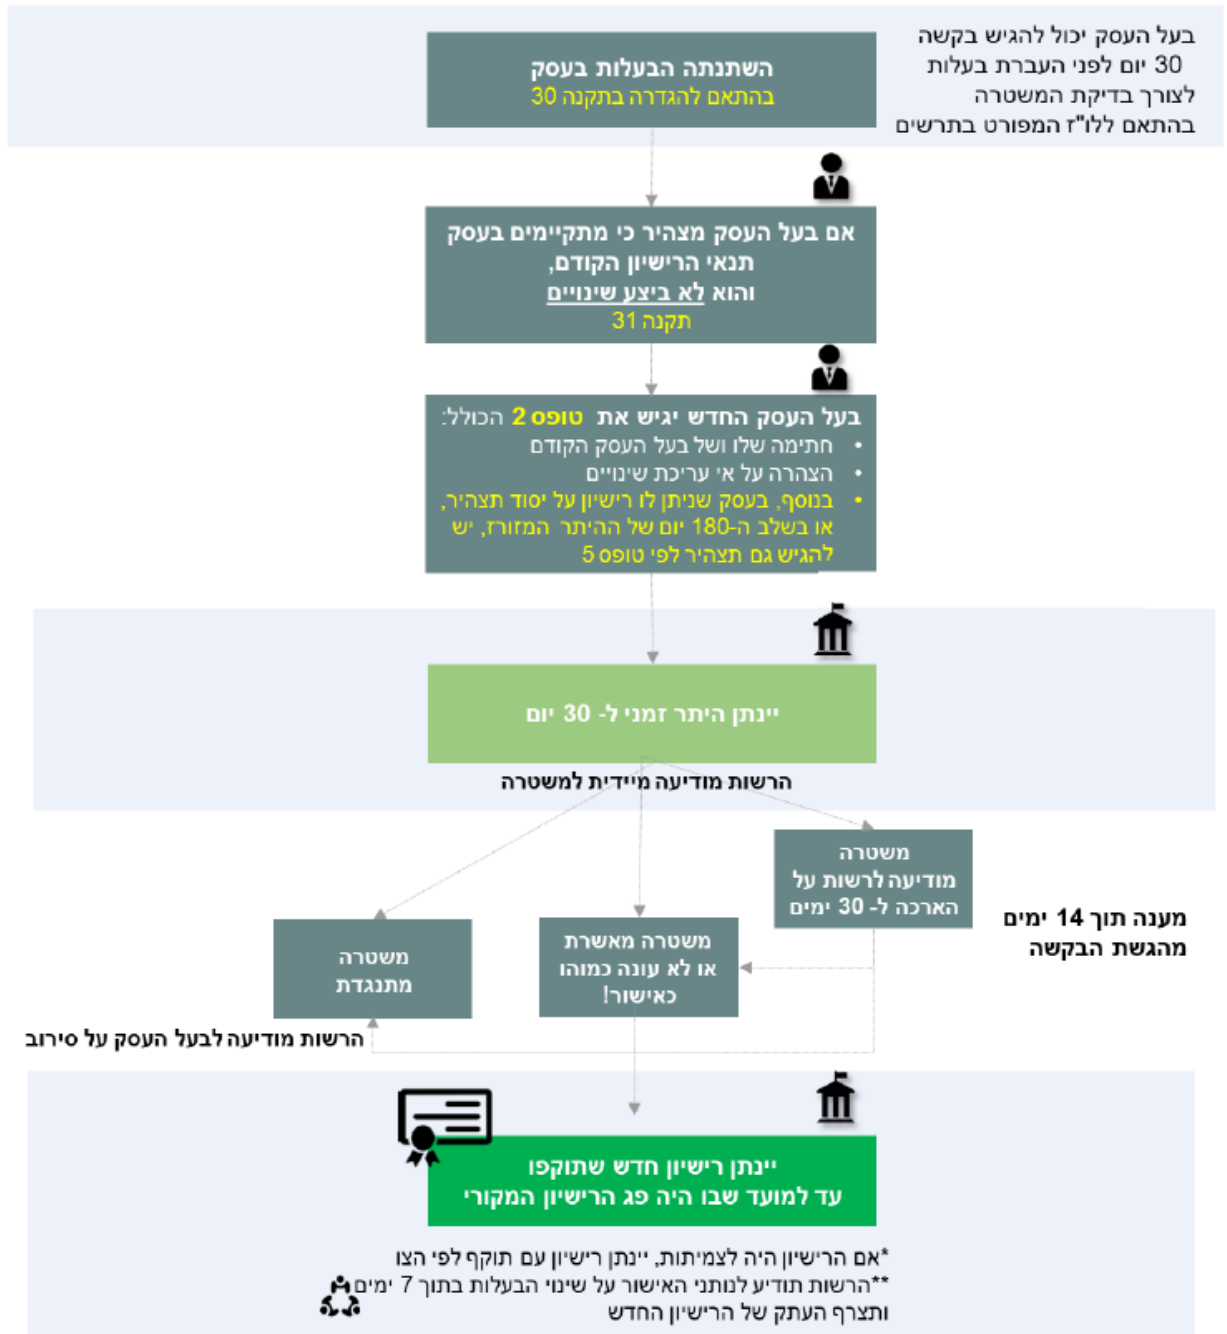 בעל העסק יכול להגיש בקשה
30 יום לפני העברת בעלות
לצורך בדיקת המשטרה
בהתאם ללו"ז המפורט בתרשים
השתנתה הבעלות בעסק
בהתאם להגדרה בתקנה 30
אם בעל העסק מצהיר כי מתקיימים בעסק
תנאי הרישיון הקודם,
והוא לא ביצע שינויים
תקנה 31
בעל העסק החדש יגיש את טופס 2 הכולל:
• חתימה שלו ושל בעל העסק הקודם
• הצהרה על אי עריכת שינויים
• בנוסף, בעסק שניתן לו רישיון על יסוד תצהיר,
או בשלב ה-180 יום של ההיתר המזורז, יש
להגיש גם תצהיר לפי טופס 5
יינתן היתר זמני ל- 30 יום
הרשות מודיעה מיידית למשטרה
משטרה
מודיעה לרשות על
הארכה ל- 30 ימים
מענה תוך 14 ימים
מהגשת הבקשה
משטרה מאשרת
או לא עונה כמוהו
כאישור!
משטרה
מתנגדת
הרשות מודיעה לבעל העסק על סירוב
יינתן רישיון חדש שתוקפו
עד למועד שבו היה פג הרישיון המקורי
*אם הרישיון היה לצמיתות, יינתן רישיון עם תוקף לפי הצו
**הרשות תודיע לנותני האישור על שינוי הבעלות בתוך 7 ימים
ותצרף העתק של הרישיון החדש